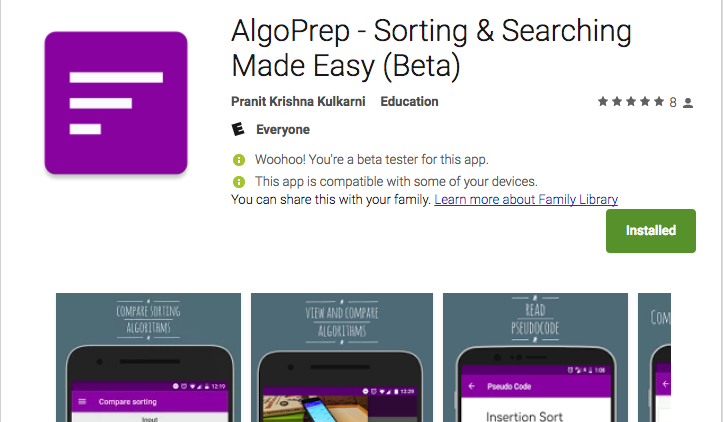 AlgoPrep - Sorting & Searching
Made Easy (Beta)
Pranit Krishna Kulkarni Education
8
E Everyone
Woohoo! You're a beta tester for this app.
This app is compatible with some of your devices.
You can share this with your family. Learn more about Family Library
Installed
COMPARE SORTING
ALGORITHMS
12:19
Compare sorting
Input
VIEW AND COMPARE
ALGORITHMS
12:29
READ
PSEUDOCODE
1:08
Pseudo Code
Insertion Sort
COM